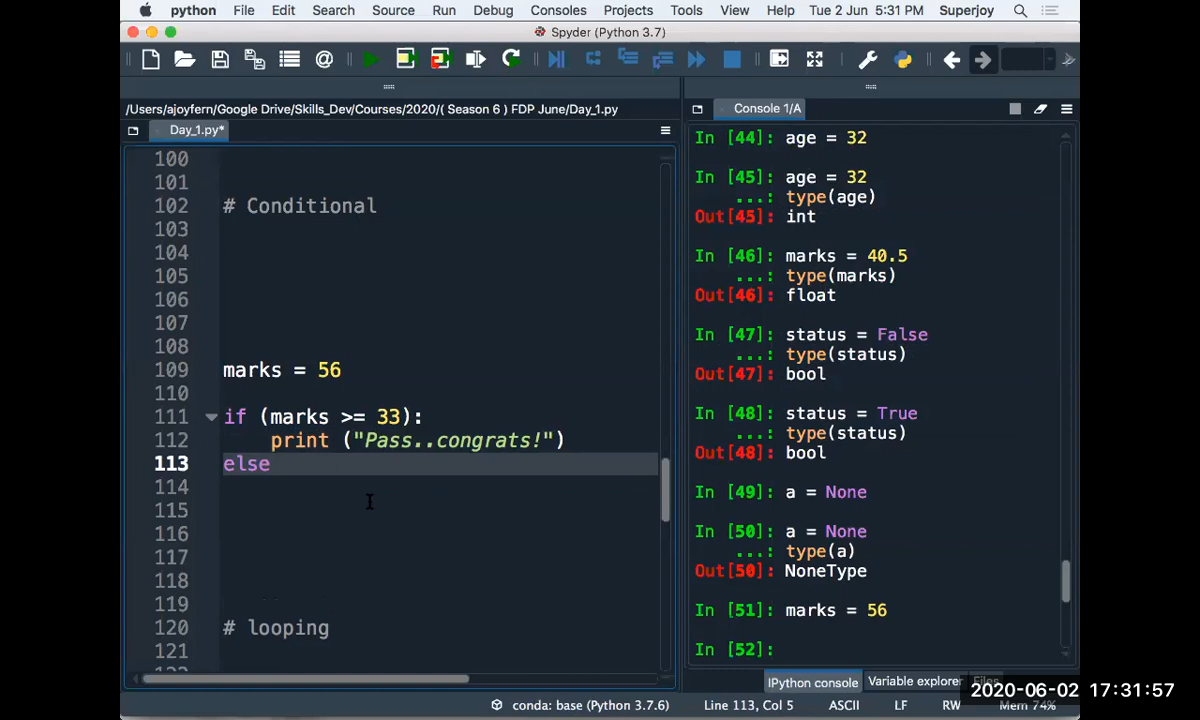 python File Edit Search Source Run Debug Consoles Projects Tools View Help Tue 2 Jun 5:31 PM Superjoy
Spyder (Python 3.7)
/Users/ajoyfern/Google Drive/Skills_Dev/Courses/2020/( Season 6 ) FDP June/Day_1.py
Day_1.py*
100
101
102 # Conditional
103
104
105
106
107
108
109 marks = 56
110
111 if (marks >= 33):
112 print ("Pass..congrats!")
113 else
114
115
116
117
118
119
120 # looping
121
Console 1/A
In [44]: age = 32
In [45]: age = 32
...: type(age)
Out[45]: int
In [46]: marks = 40.5
...: type(marks)
Out[46]: float
In [47]: status = False
...: type(status)
Out[47]: bool
In [48]: status = True
...: type(status)
Out[48]: bool
In [49]: a = None
In [50]: a = None
...: type(a)
Out[50]: NoneType
In [51]: marks = 56
In [52]:
IPython console Variable explorer Files
conda: base (Python 3.7.6) Line 113, Col 5 ASCII LF RW Mem 74%
2020-06-02 17:31:57